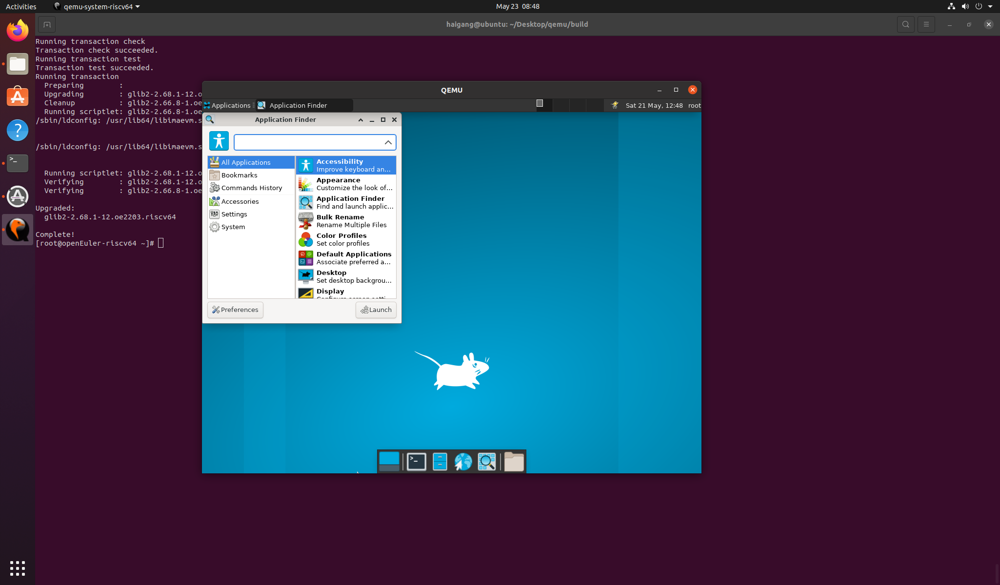 Activities
qemu-system-riscv64
May 23 08:48
haigang@ubuntu: ~/Desktop/qemu/build
Running transaction check
Transaction check succeeded.
Running transaction test
Transaction test succeeded.
Running transaction
Preparing :
Upgrading : glib2-2.68.1-12.o
Cleanup : glib2-2.66.8-1.oe
Running scriptlet: glib2-2.66.8-1.oe
/sbin/ldconfig: /usr/lib64/libimaevm.s
/sbin/ldconfig: /usr/lib64/libimaevm.s
Running scriptlet: glib2-2.68.1-12.o
Verifying : glib2-2.68.1-12.o
Verifying : glib2-2.66.8-1.oe
Upgraded:
glib2-2.68.1-12.oe2203.riscv64
Complete!
[root@openEuler-riscv64 ~]#
QEMU
Applications
Application Finder
Sat 21 May, 12:48
root
Application Finder
All Applications
Bookmarks
Commands History
Accessories
Settings
System
Accessibility
Improve keyboard an...
Appearance
Customize the look of...
Application Finder
Find and launch applic...
Bulk Rename
Rename Multiple Files
Color Profiles
Set color profiles
Default Applications
Associate preferred a...
Desktop
Set desktop backgrou...
Display
Preferences
Launch